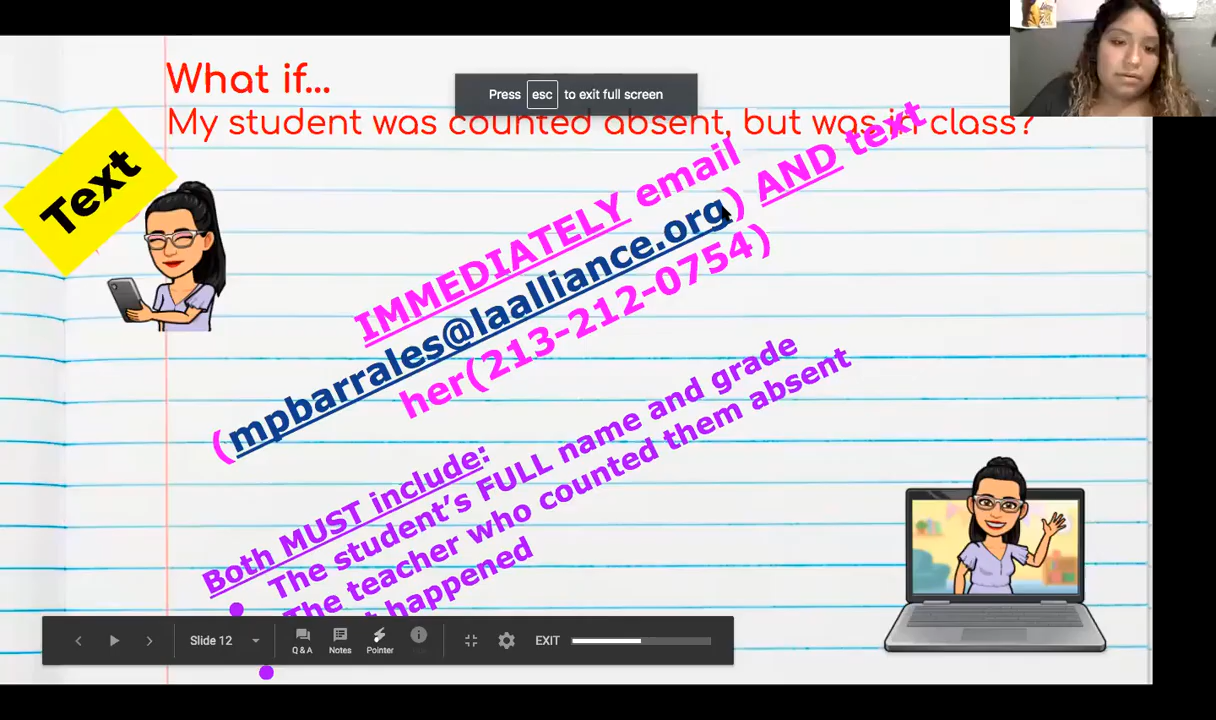 What if...
Press esc to exit full screen
My student was counted absent, but was in class?
Text
IMMEDIATELY email
(mpbarrales@laalliance.org) AND text
her(213-212-0754)
Both MUST include:
The student's FULL name and grade
The teacher who counted them absent
happened
Slide 12
Q & A
Notes
Pointer
EXIT